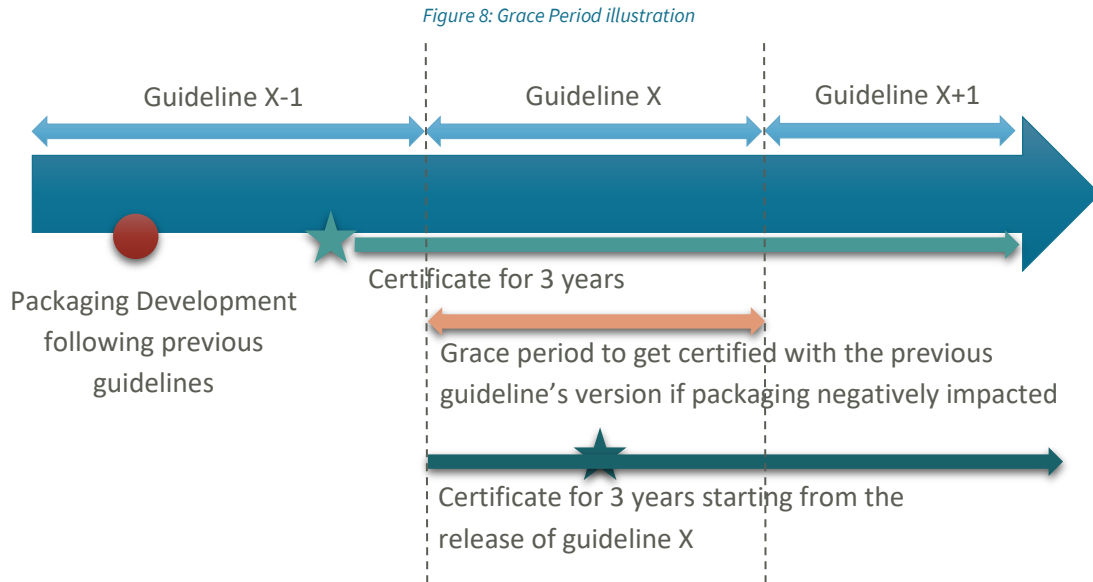 Figure 8: Grace Period illustration
Guideline X-1
Guideline X
Guideline X+1
Certificate for 3 years
Packaging Development
following previous
guidelines
Grace period to get certified with the previous
guideline’s version if packaging negatively impacted
Certificate for 3 years starting from the
release of guideline X